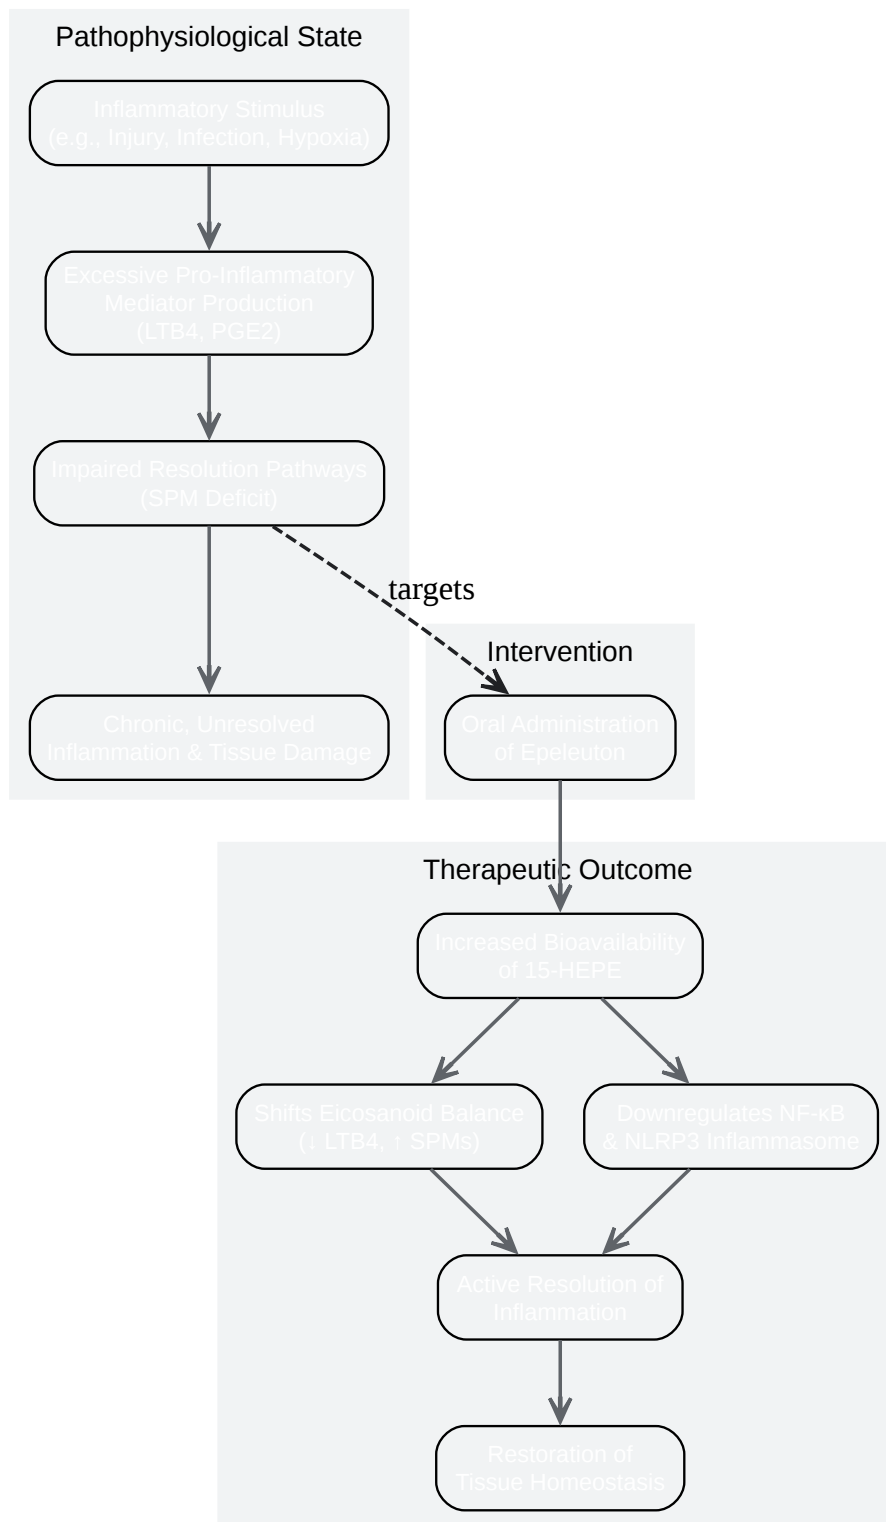 Pathophysiological State
Inflammatory Stimulus
(e.g., Injury, Infection, Hypoxia)
Excessive Pro-Inflammatory
Mediator Production
(LTB4, PGE2)
Impaired Resolution Pathways
(SPM Deficit)
targets
Chronic, Unresolved
Inflammation & Tissue Damage
Intervention
Oral Administration
of Epeleuton
Therapeutic Outcome
Increased Bioavailability
of 15-HEPE
Shifts Eicosanoid Balance
(↓ LTB4, ↑ SPMs)
Downregulates NF-κB
& NLRP3 Inflammasome
Active Resolution of
Inflammation
Restoration of
Tissue Homeostasis